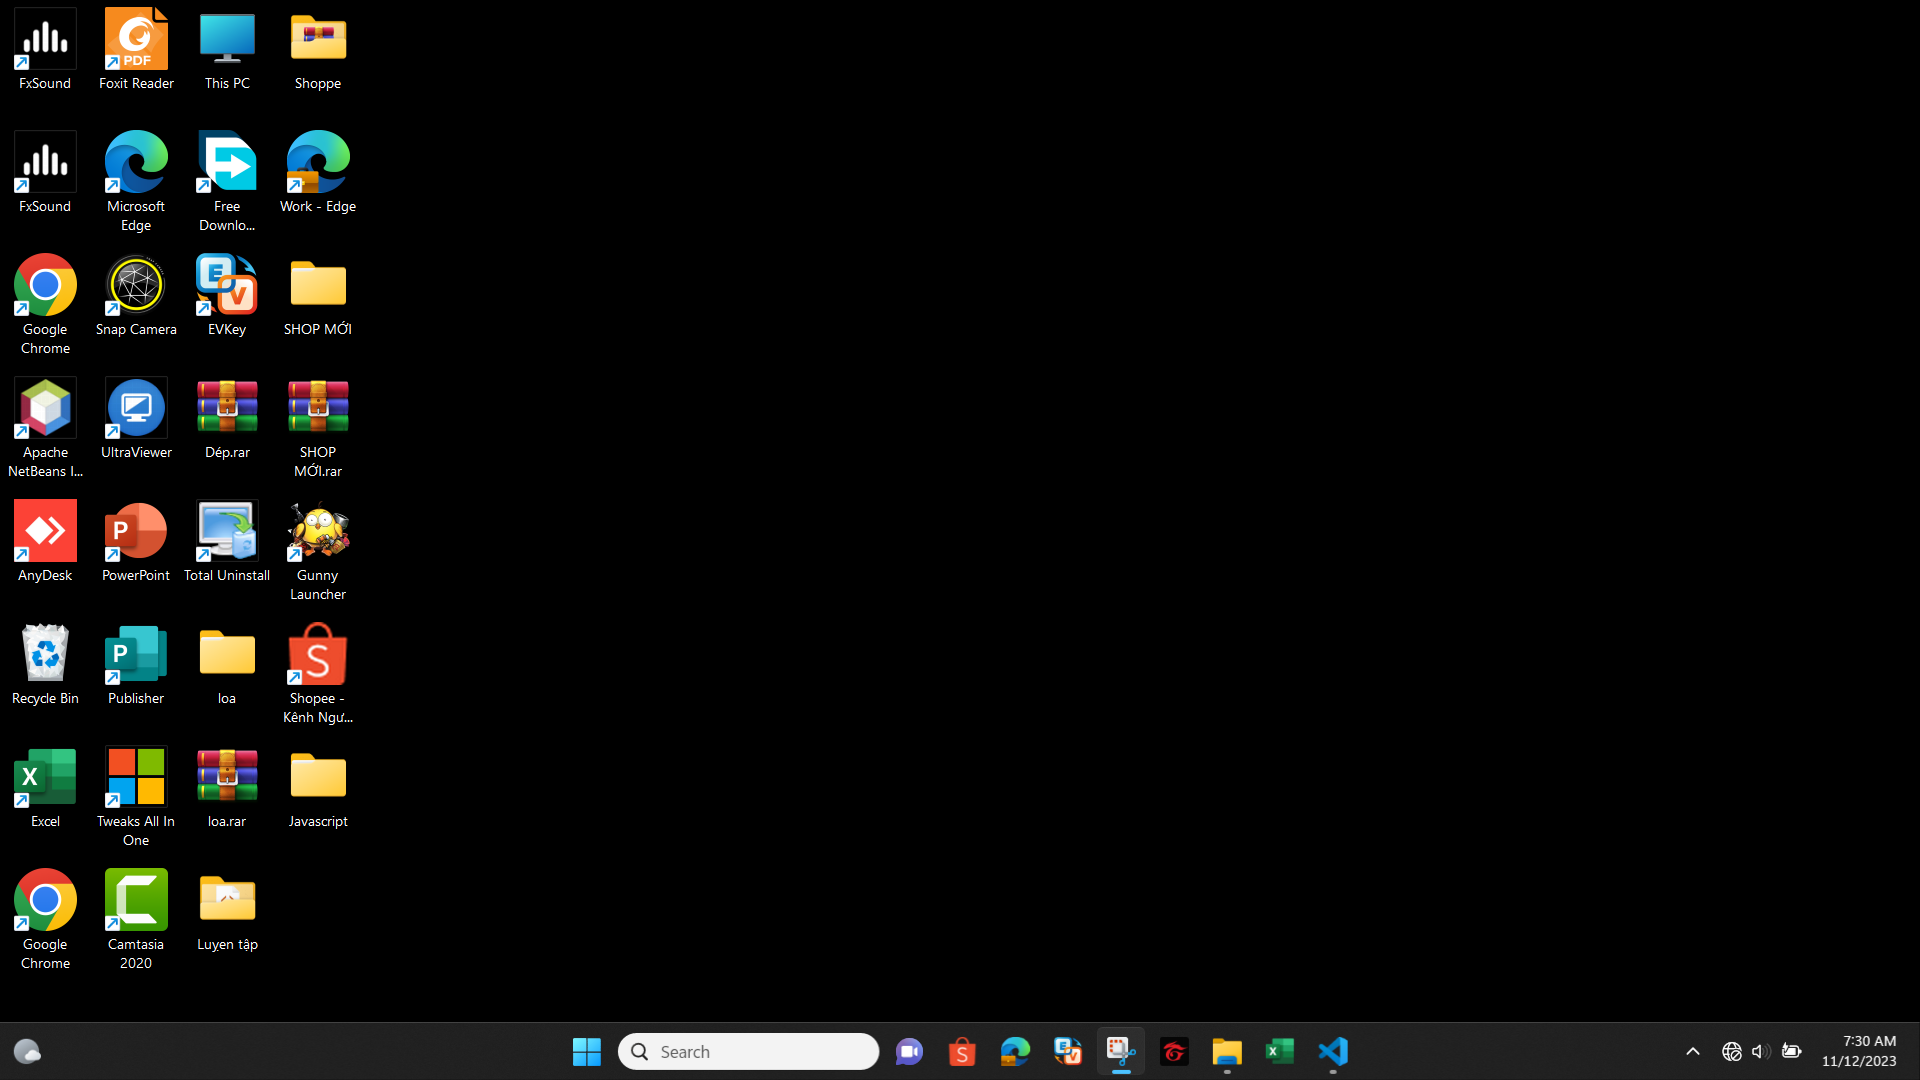 FxSound
Foxit Reader
This PC
Shoppe
FxSound
Microsoft
Edge
Free
Downlo...
Work - Edge
Google
Chrome
Snap Camera
EVKey
SHOP MỚI
Apache
NetBeans I...
UltraViewer
Dép.rar
SHOP
MỚI.rar
AnyDesk
PowerPoint
Total Uninstall
Gunny
Launcher
Recycle Bin
Publisher
loa
Shopee -
Kênh Ngư...
Excel
Tweaks All In
One
loa.rar
Javascript
Google
Chrome
Camtasia
2020
Luyen tập
PDF
Search
7:30 AM
11/12/2023